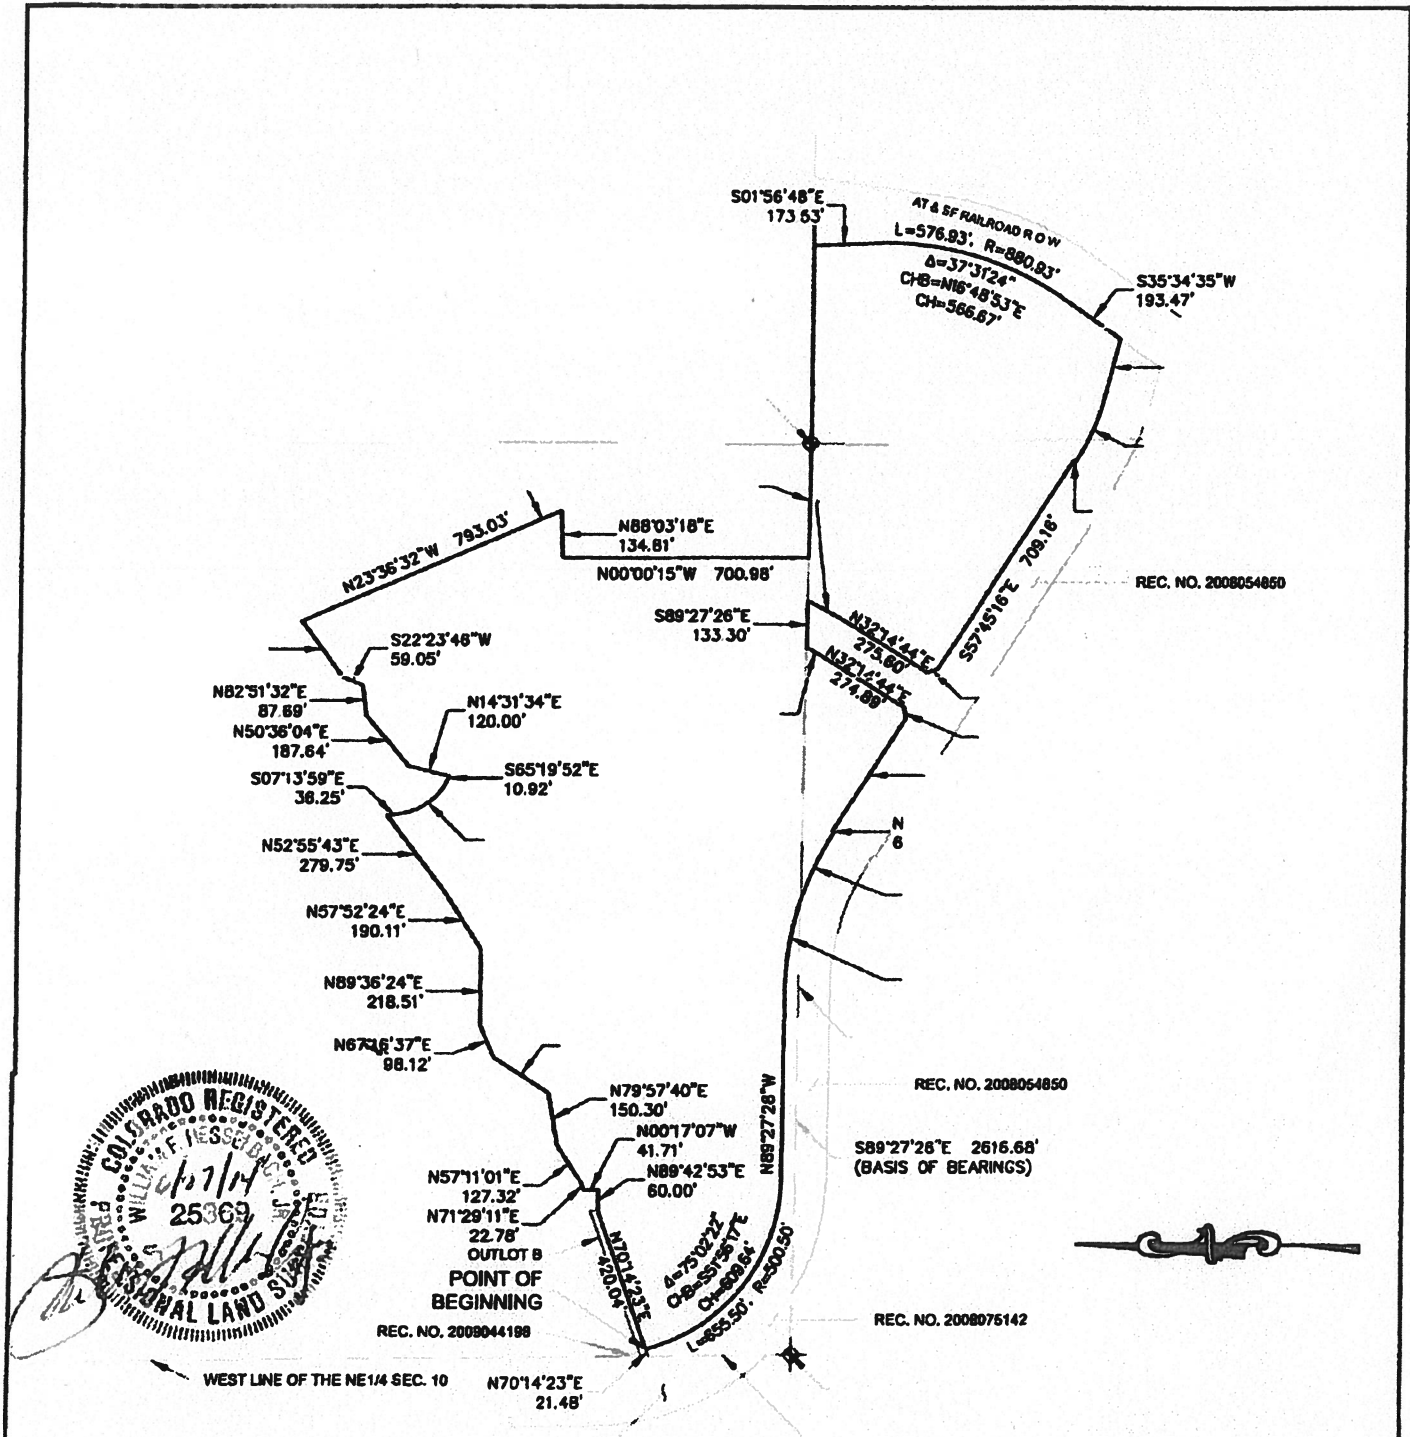 S01°56'48"E
173.53'
AT & SF RAILROAD R O W
L=576.93', R=880.93'
Δ=37°31'24"
CHB=N16°48'53"E
CH=566.67'
S35°34'35"W
193.47'
N23°36'32"W 793.03'
N88°03'18"E
134.81'
N00°00'15"W 700.98'
S57°45'16"E 709.16'
REC. NO. 2008054850
S89°27'26"E
133.30'
N32°14'44"E
275.60'
N32°14'44"E
274.89'
S22°23'48"W
59.05'
N82°51'32"E
87.69'
N14°31'34"E
120.00'
N50°36'04"E
187.64'
S65°19'52"E
10.92'
S07°13'59"E
36.25'
N
6
N52°55'43"E
279.75'
N57°52'24"E
190.11'
N89°36'24"E
218.51'
N67°16'37"E
98.12'
N79°57'40"E
150.30'
N89°27'28"W
REC. NO. 2008054850
N00°17'07"W
41.71'
S89°27'28"E 2616.68'
(BASIS OF BEARINGS)
N57°11'01"E
127.32'
N89°42'53"E
60.00'
N71°29'11"E
22.78'
OUTLOT B
POINT OF
BEGINNING
N70°14'23"E
420.04'
Δ=75°02'22"
CHB=S51°56'17"E
CH=609.64'
L=655.50', R=500.50'
REC. NO. 2009044198
REC. NO. 2008075142
WEST LINE OF THE NE1/4 SEC. 10
N70°14'23"E
21.48'
COLORADO REGISTERED
WILLIAM F. HESSELBACH, JR
25369
PROFESSIONAL LAND SURVEYOR